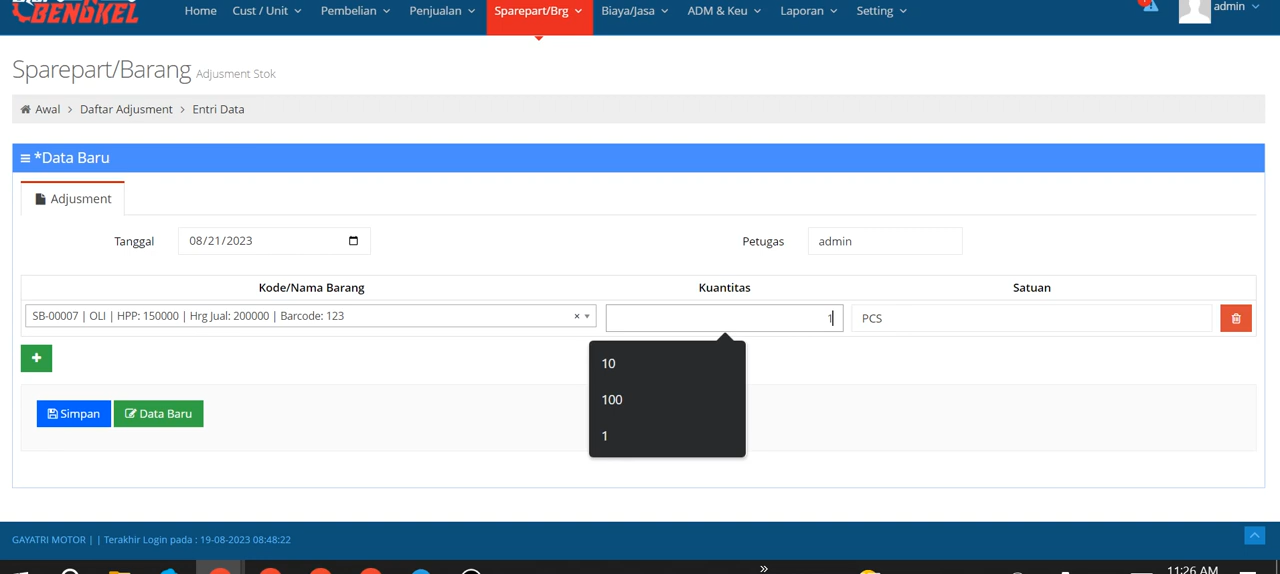 BENGKEL
Home Cust / Unit Pembelian Penjualan Sparepart/Brg Biaya/Jasa ADM & Keu Laporan Setting admin
Sparepart/Barang Adjusment Stok
Awal > Daftar Adjusment > Entri Data
*Data Baru
Adjusment
Tanggal 08/21/2023 Petugas admin
Kode/Nama Barang Kuantitas Satuan
SB-00007 | OLI | HPP: 150000 | Hrg Jual: 200000 | Barcode: 123 × 1 PCS
10
100
1
Simpan Data Baru
GAYATRI MOTOR | | Terakhir Login pada : 19-08-2023 08:48:22
11:26 AM